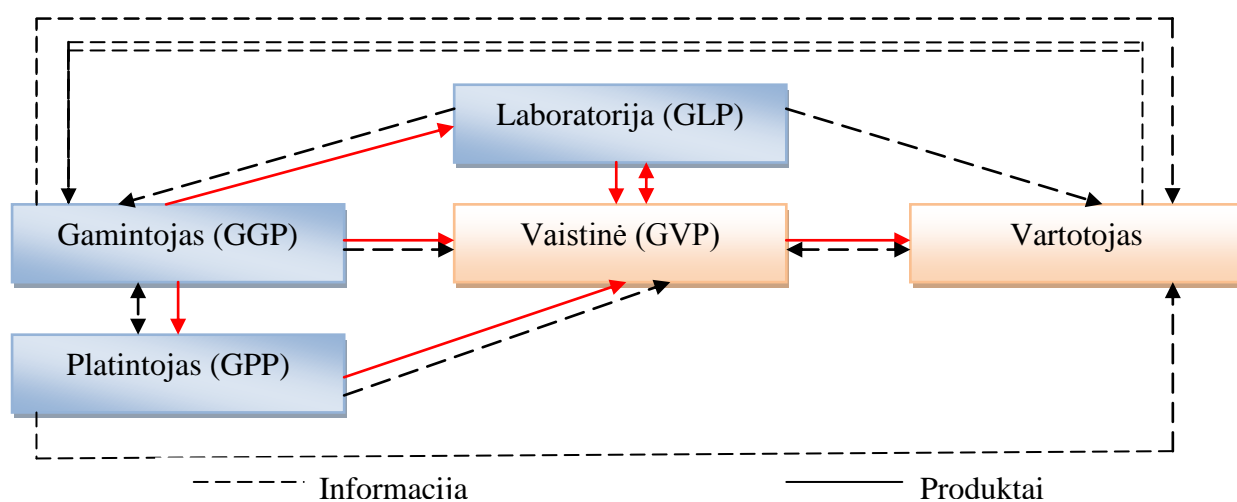 Laboratorija (GLP)
Gamintojas (GGP)
Vaistinė (GVP)
Vartotojas
Platintojas (GPP)
Informacija
Produktai